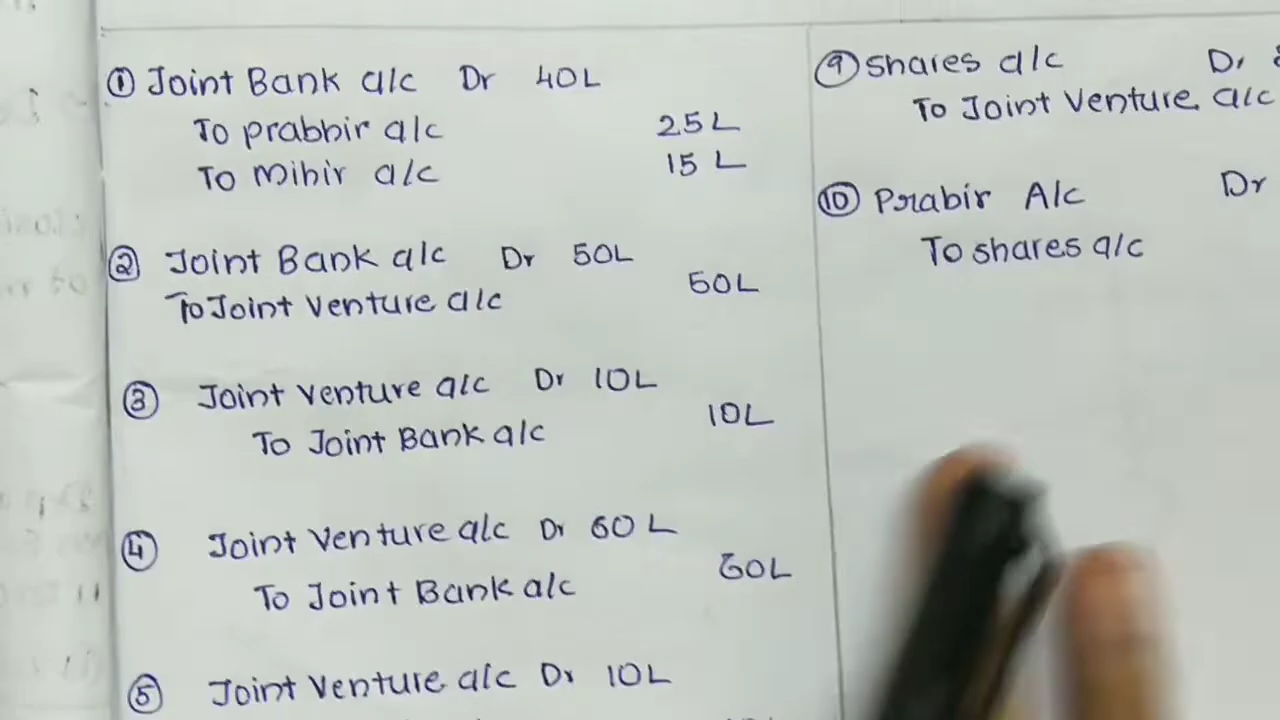 ① Joint Bank a/c Dr 40L
To prabbir a/c 25L
To mihir a/c 15L
② Joint Bank a/c Dr 50L
To Joint Venture a/c 50L
③ Joint venture a/c Dr 10L
To Joint Bank a/c 10L
④ Joint Venture a/c Dr 60L
To Joint Bank a/c 60L
⑤ Joint Venture a/c Dr 10L
⑨ shares a/c Dr
To Joint Venture a/c
⑩ Prabir A/c Dr
To shares a/c